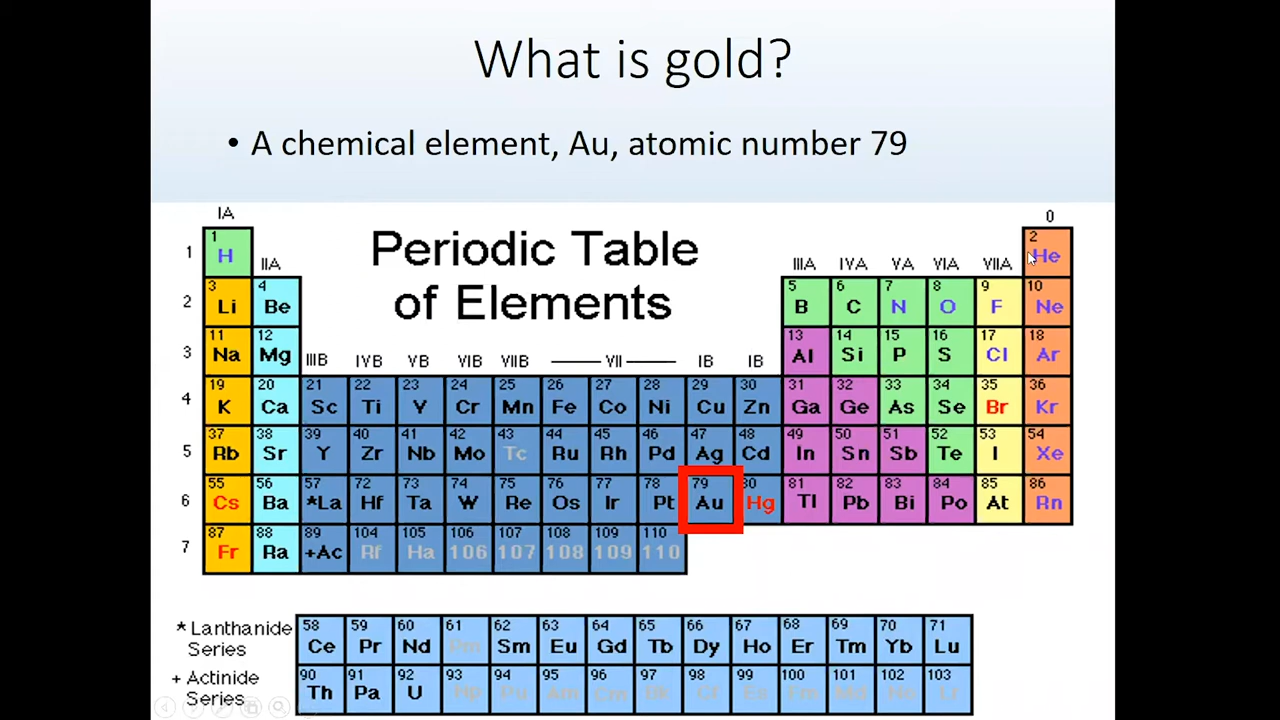 What is gold?
• A chemical element, Au, atomic number 79
IA 0
Periodic Table
of Elements
1 1 H IIA IIIA IVA VA VIA VIIA 2 He
2 3 Li 4 Be 5 B 6 C 7 N 8 O 9 F 10 Ne
3 11 Na 12 Mg IIIB IVB VB VIB VIIB VII IB IB 13 Al 14 Si 15 P 16 S 17 Cl 18 Ar
4 19 K 20 Ca 21 Sc 22 Ti 23 V 24 Cr 25 Mn 26 Fe 27 Co 28 Ni 29 Cu 30 Zn 31 Ga 32 Ge 33 As 34 Se 35 Br 36 Kr
5 37 Rb 38 Sr 39 Y 40 Zr 41 Nb 42 Mo 43 Tc 44 Ru 45 Rh 46 Pd 47 Ag 48 Cd 49 In 50 Sn 51 Sb 52 Te 53 I 54 Xe
6 55 Cs 56 Ba 57 *La 72 Hf 73 Ta 74 W 75 Re 76 Os 77 Ir 78 Pt 79 Au 80 Hg 81 Tl 82 Pb 83 Bi 84 Po 85 At 86 Rn
7 87 Fr 88 Ra 89 +Ac 104 Rf 105 Ha 106 106 107 107 108 108 109 109 110 110
* Lanthanide
Series
58 Ce 59 Pr 60 Nd 61 Pm 62 Sm 63 Eu 64 Gd 65 Tb 66 Dy 67 Ho 68 Er 69 Tm 70 Yb 71 Lu
+ Actinide
Series
90 Th 91 Pa 92 U 93 Np 94 Pu 95 Am 96 Cm 97 Bk 98 Cf 99 Es 100 Fm 101 Md 102 No 103 Lr